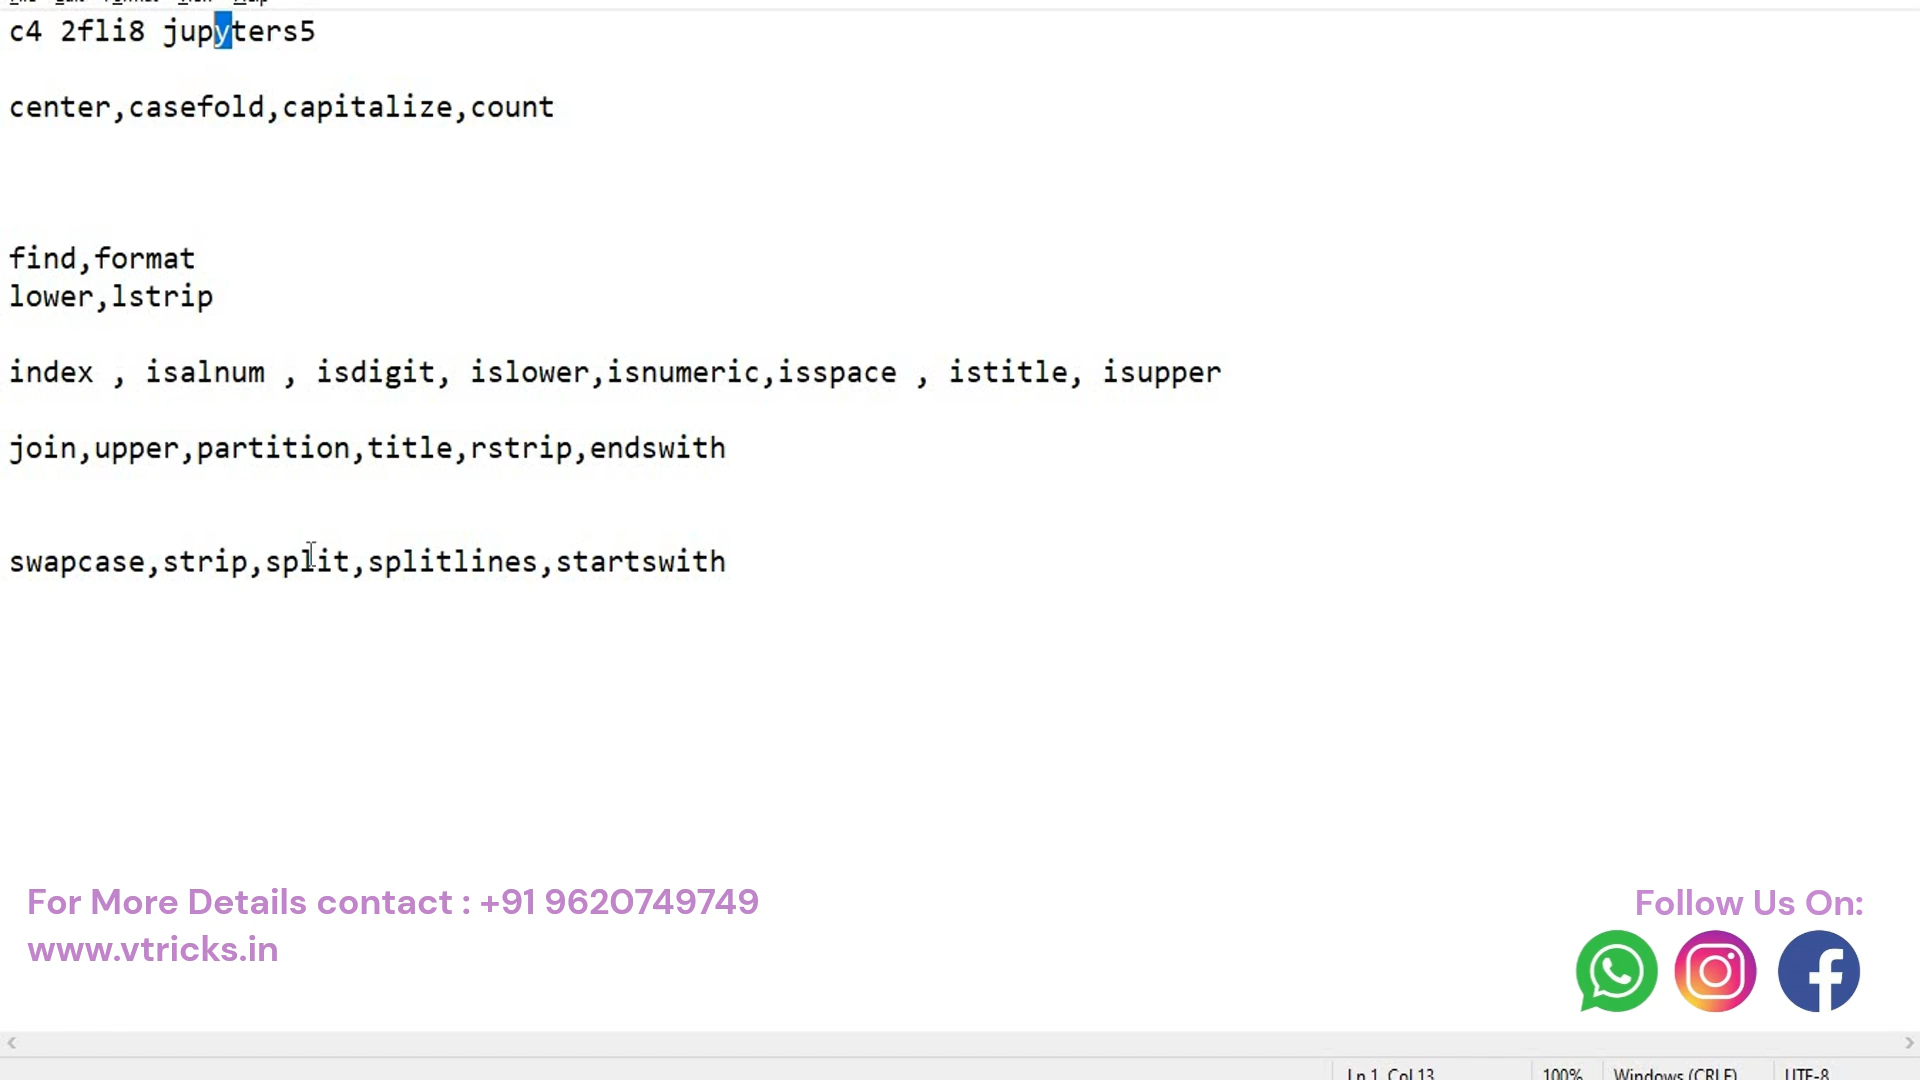 c4 2fli8 jupyters5
center,casefold,capitalize,count
find,format
lower,lstrip
index , isalnum , isdigit, islower,isnumeric,isspace , istitle, isupper
join,upper,partition,title,rstrip,endswith
swapcase,strip,split,splitlines,startswith
For More Details contact : +91 9620749749
www.vtricks.in
Follow Us On:
Ln 1, Col 13 100% Windows (CRLF) UTF-8